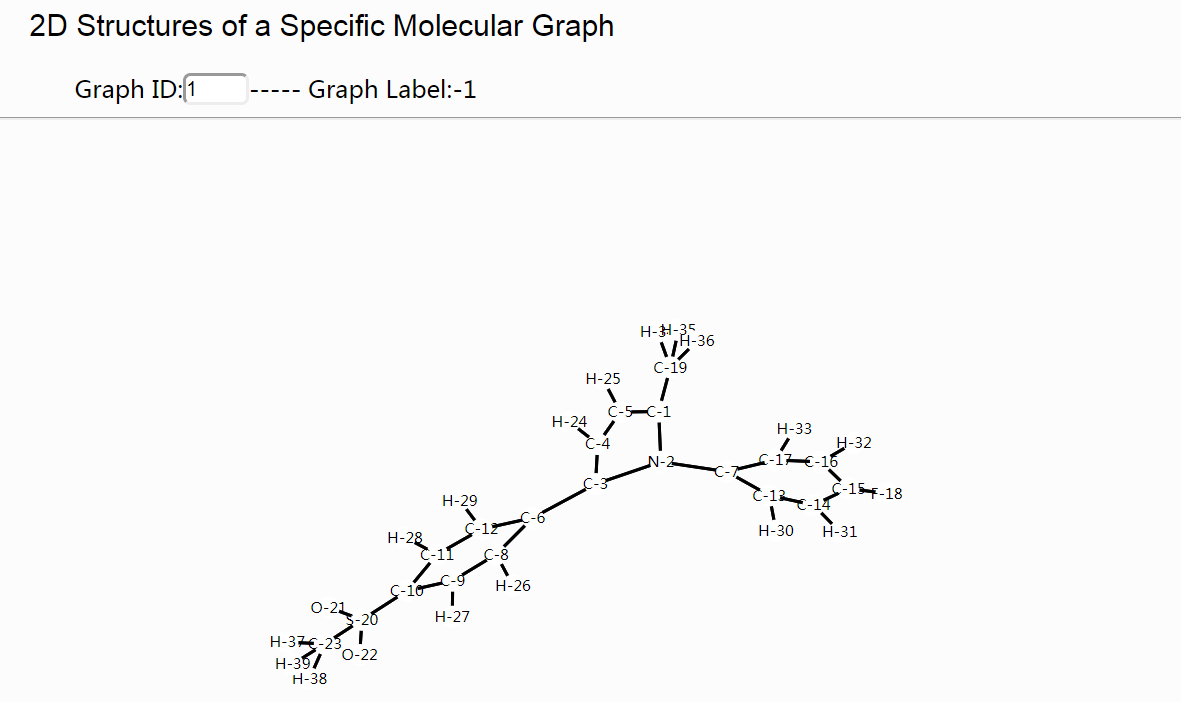 2D Structures of a Specific Molecular Graph
Graph ID:1 ----- Graph Label:-1
H-35
H-36
C-19
H-25
C-5 C-1
H-24
H-33
C-4
H-32
N-2 C-17 C-16
C-7
C-3
C-15 F-18
H-29 C-13
C-14
C-6
C-12 H-30 H-31
H-28
C-11 C-8
C-9 H-26
C-10
O-21
H-27
S-20
H-37 C-23
O-22
H-39
H-38